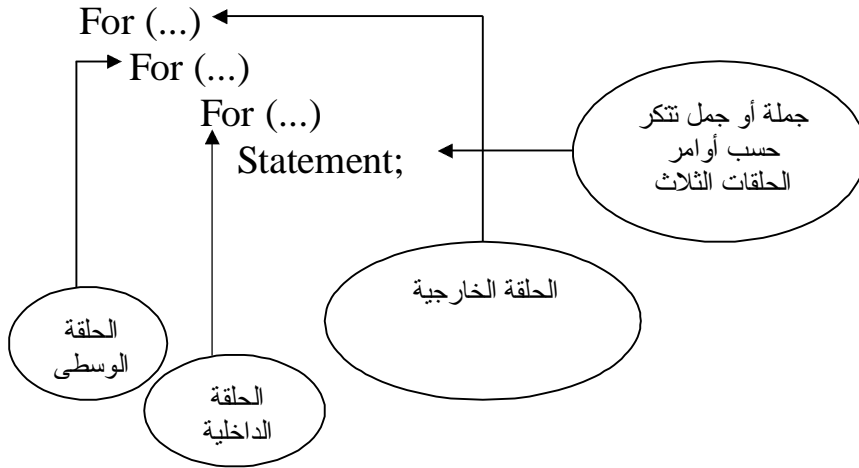 For (...)
For (...)
For (...)
Statement;
جملة أو جمل تتكر
حسب أوامر
الحلقات الثلاث
الحلقة الخارجية
الحلقة
الوسطى
الحلقة
الداخلية